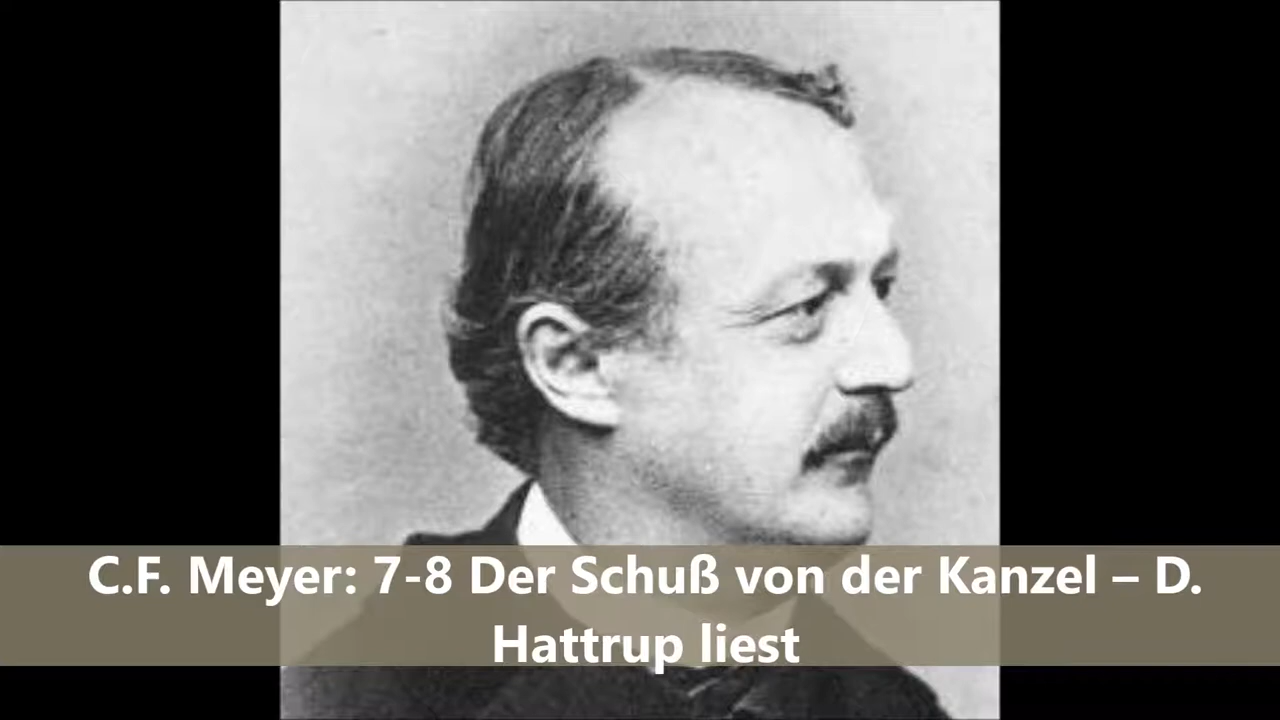 C.F. Meyer: 7-8 Der Schuß von der Kanzel – D.
Hattrup liest